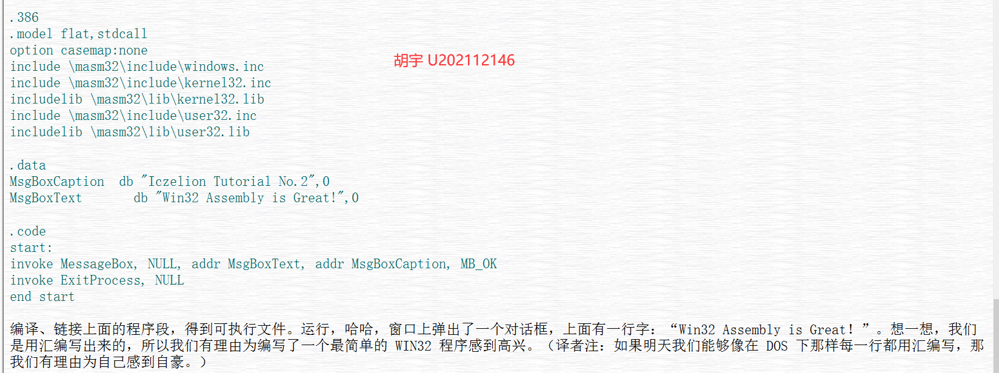 .386
.model flat,stdcall
option casemap:none
include \masm32\include\windows.inc
胡宇 U202112146
include \masm32\include\kernel32.inc
includelib \masm32\lib\kernel32.lib
include \masm32\include\user32.inc
includelib \masm32\lib\user32.lib
.data
MsgBoxCaption  db "Iczelion Tutorial No.2",0
MsgBoxText       db "Win32 Assembly is Great!",0
.code
start:
invoke MessageBox, NULL, addr MsgBoxText, addr MsgBoxCaption, MB_OK
invoke ExitProcess, NULL
end start
编译、链接上面的程序段，得到可执行文件。运行，哈哈，窗口上弹出了一个对话框，上面有一行字：“Win32 Assembly is Great！”。想一想，我们
是用汇编写出来的，所以我们有理由为编写了一个最简单的 WIN32 程序感到高兴。（译者注：如果明天我们能够像在 DOS 下那样每一行都用汇编写，那
我们有理由为自己感到自豪。）